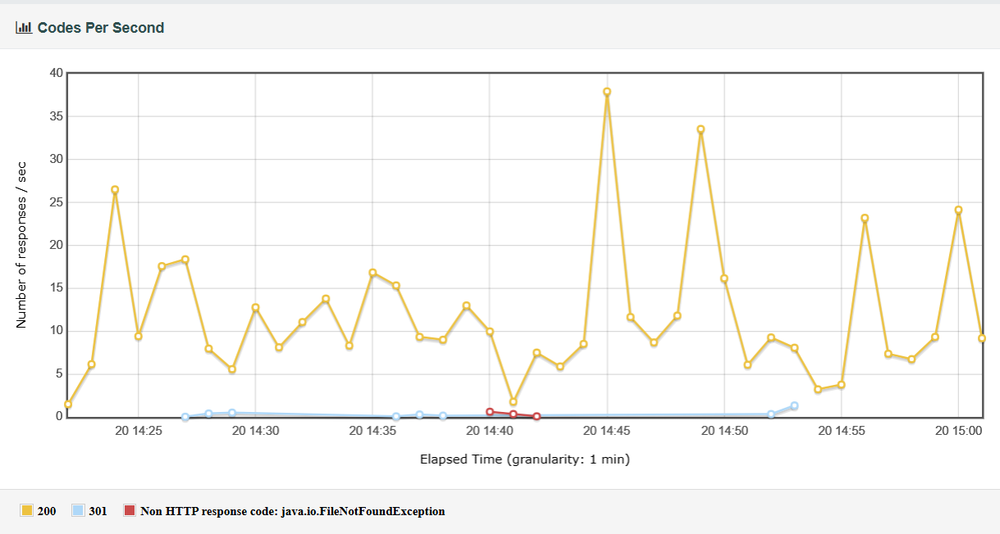 Codes Per Second
40
35
30
25
20
15
10
5
0
Number of responses / sec
20 14:25 20 14:30 20 14:35 20 14:40 20 14:45 20 14:50 20 14:55 20 15:00
Elapsed Time (granularity: 1 min)
200 301 Non HTTP response code: java.io.FileNotFoundException